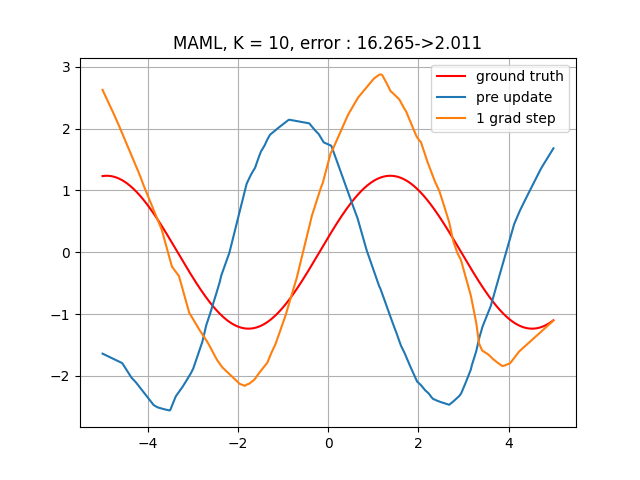 MAML, K = 10, error : 16.265->2.011
ground truth
pre update
1 grad step
3
2
1
0
−1
−2
−4
−2
0
2
4